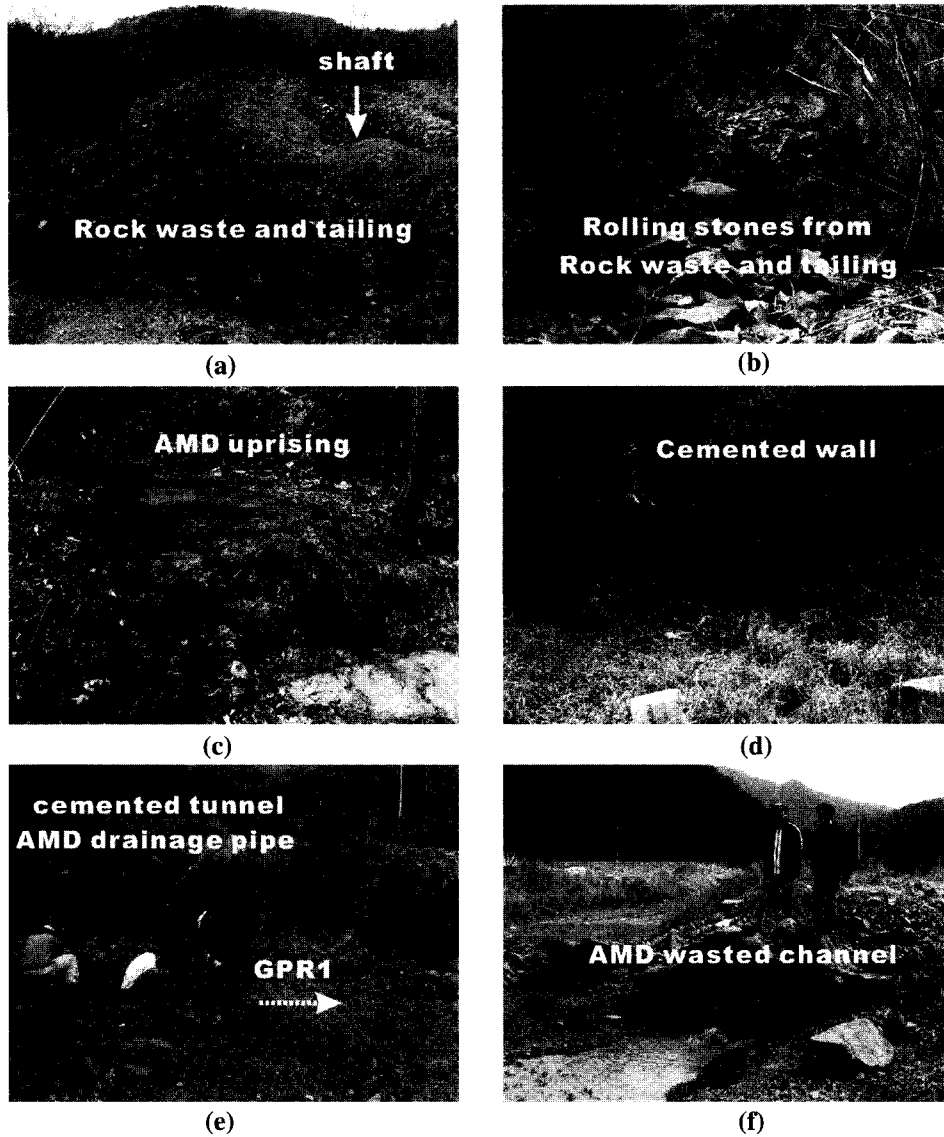 shaft
Rock waste and tailing
(a)
Rolling stones from
Rock waste and tailing
(b)
AMD uprising
(c)
Cemented wall
(d)
cemented tunnel
AMD drainage pipe
GPR1
(e)
AMD wasted channel
(f)